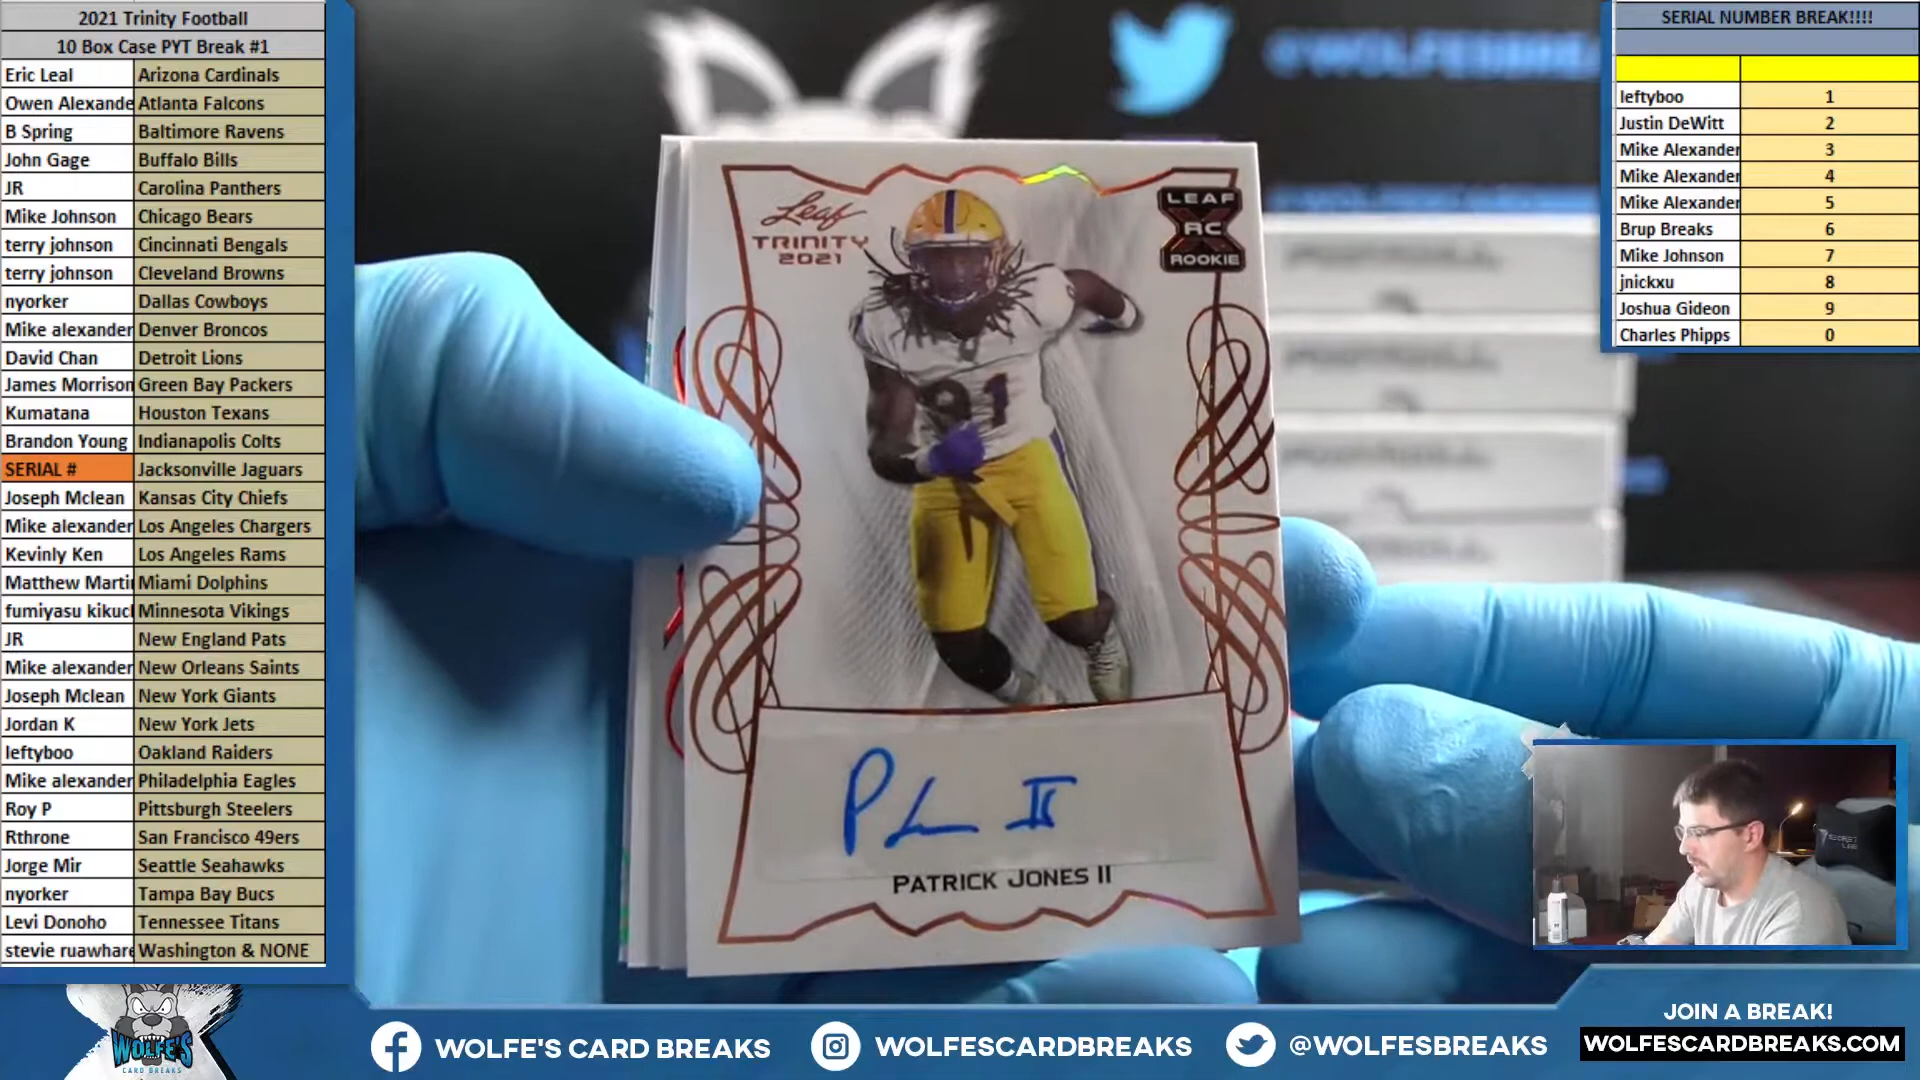 2021 Trinity Football
10 Box Case PYT Break #1
Eric Leal Arizona Cardinals
Owen Alexande Atlanta Falcons
B Spring Baltimore Ravens
John Gage Buffalo Bills
JR Carolina Panthers
Mike Johnson Chicago Bears
terry johnson Cincinnati Bengals
terry johnson Cleveland Browns
nyorker Dallas Cowboys
Mike alexander Denver Broncos
David Chan Detroit Lions
James Morrison Green Bay Packers
Kumatana Houston Texans
Brandon Young Indianapolis Colts
SERIAL # Jacksonville Jaguars
Joseph Mclean Kansas City Chiefs
Mike alexander Los Angeles Chargers
Kevinly Ken Los Angeles Rams
Matthew Marti Miami Dolphins
fumiyasu kikuc Minnesota Vikings
JR New England Pats
Mike alexander New Orleans Saints
Joseph Mclean New York Giants
Jordan K New York Jets
leftyboo Oakland Raiders
Mike alexander Philadelphia Eagles
Roy P Pittsburgh Steelers
Rthrone San Francisco 49ers
Jorge Mir Seattle Seahawks
nyorker Tampa Bay Bucs
Levi Donoho Tennessee Titans
stevie ruawhare Washington & NONE
@WOLFESBREA
Leaf
TRINITY
2021
LEAF
RC
ROOKIE
91
P J II
PATRICK JONES II
SERIAL NUMBER BREAK!!!!
leftyboo 1
Justin DeWitt 2
Mike Alexander 3
Mike Alexander 4
Mike Alexander 5
Brup Breaks 6
Mike Johnson 7
jnickxu 8
Joshua Gideon 9
Charles Phipps 0
WOLFE'S
CARD BREAKS
WOLFE'S CARD BREAKS
WOLFESCARDBREAKS
@WOLFESBREAKS
JOIN A BREAK!
WOLFESCARDBREAKS.COM